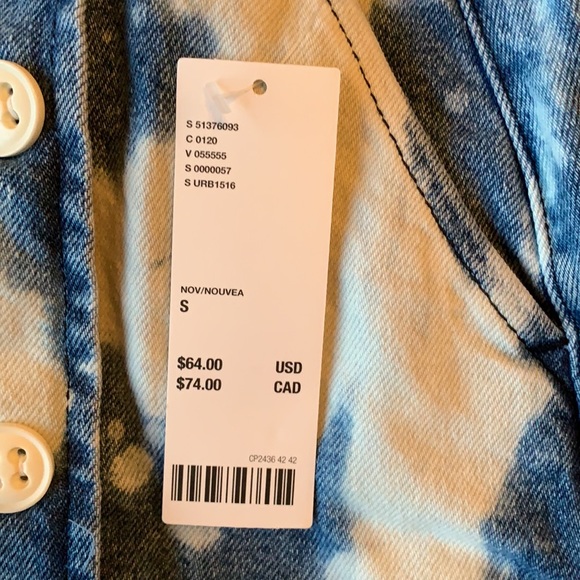 S 51376093
C 0120
V 055555
S 0000057
S URB1516
NOV/NOUVEA
S
$64.00 USD
$74.00 CAD
CP2436 42 42